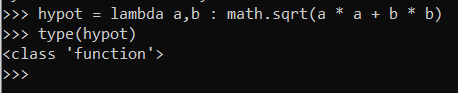 >>> hypot = lambda a,b : math.sqrt(a * a + b * b)
>>> type(hypot)
<class 'function'>
>>>